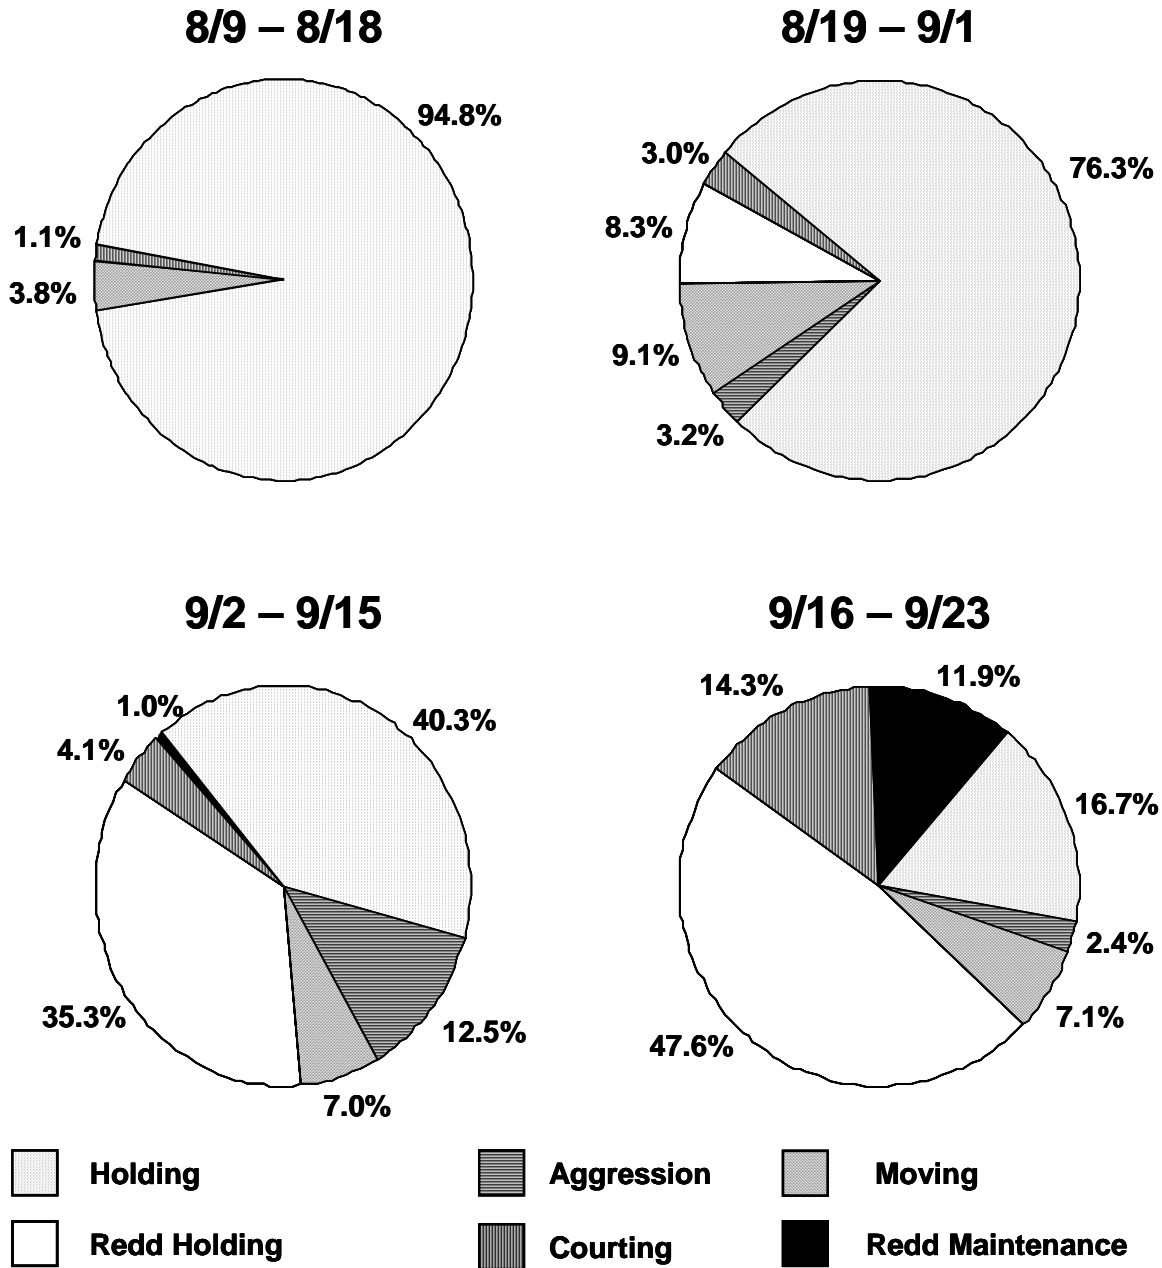 8/9 – 8/18
94.8%
1.1%
3.8%
8/19 – 9/1
3.0%
76.3%
8.3%
9.1%
3.2%
9/2 – 9/15
1.0%
40.3%
4.1%
35.3%
12.5%
7.0%
9/16 – 9/23
14.3%
11.9%
16.7%
2.4%
7.1%
47.6%
Holding
Aggression
Moving
Redd Holding
Courting
Redd Maintenance